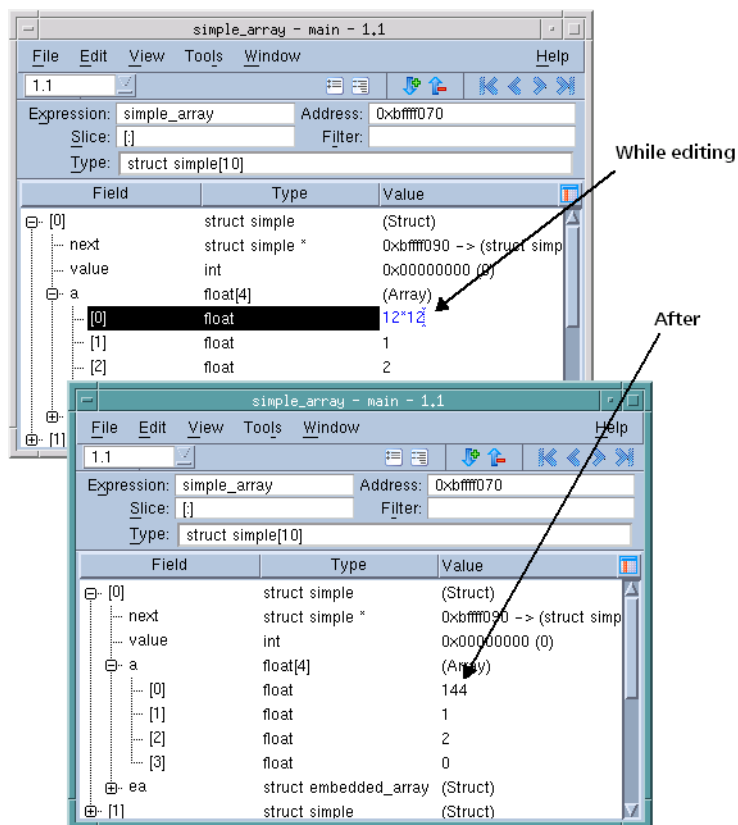 simple_array - main - 1.1
File Edit View Tools Window Help
1.1
Expression: simple_array Address: 0xbffff070
Slice: [:] Filter:
Type: struct simple[10]
While editing
Field Type Value
[0] struct simple (Struct)
next struct simple * 0xbffff090 -> (struct simp
value int 0x00000000 (0)
a float[4] (Array)
[0] float 12*12
[1] float 1
[2] float 2
[1]
After
simple_array - main - 1.1
File Edit View Tools Window Help
1.1
Expression: simple_array Address: 0xbffff070
Slice: [:] Filter:
Type: struct simple[10]
Field Type Value
[0] struct simple (Struct)
next struct simple * 0xbffff090 -> (struct simp
value int 0x00000000 (0)
a float[4] (Array)
[0] float 144
[1] float 1
[2] float 2
[3] float 0
ea struct embedded_array (Struct)
[1] struct simple (Struct)